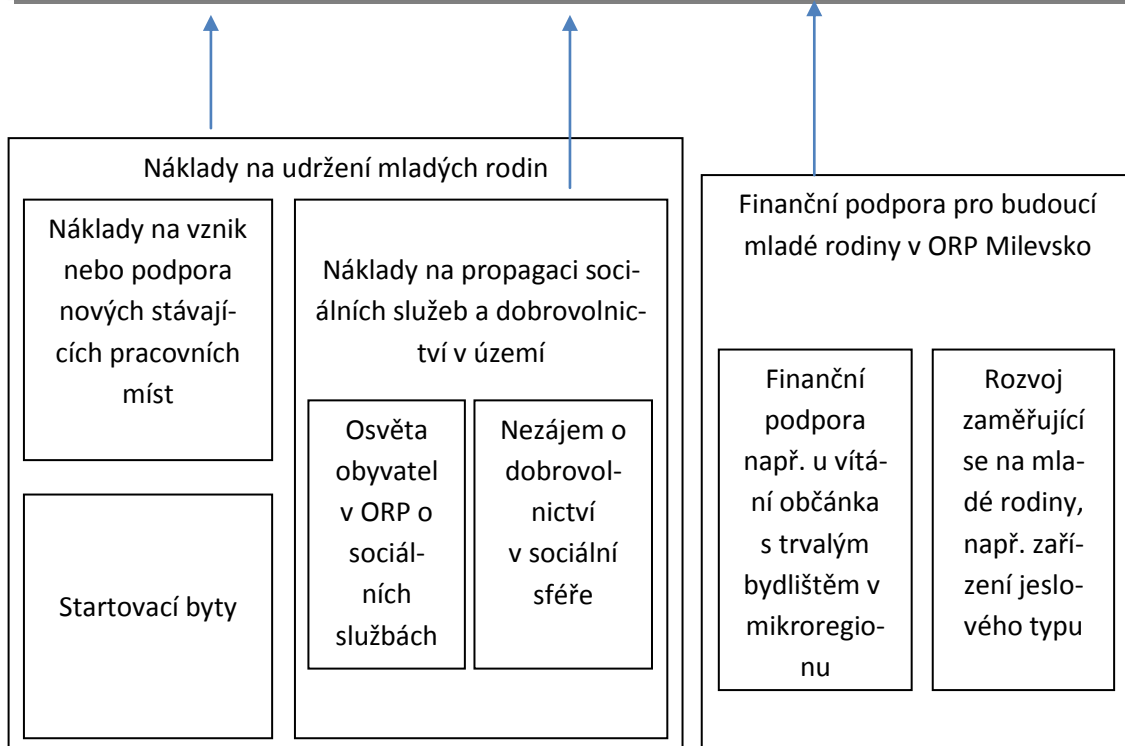 Náklady na udržení mladých rodin
Náklady na vznik
nebo podpora
nových stávají-
cích pracovních
míst
Startovací byty
Náklady na propagaci soci-
álních služeb a dobrovolnic-
tví v území
Osvěta
obyvatel
v ORP o
sociál-
ních
službách
Nezájem o
dobrovol-
nictví
v sociální
sféře
Finanční podpora pro budoucí
mladé rodiny v ORP Milevsko
Finanční
podpora
např. u vítá-
ní občánka
s trvalým
bydlištěm v
mikroregio-
nu
Rozvoj
zaměřující
se na mla-
dé rodiny,
např. zaří-
zení jeslo-
vého typu